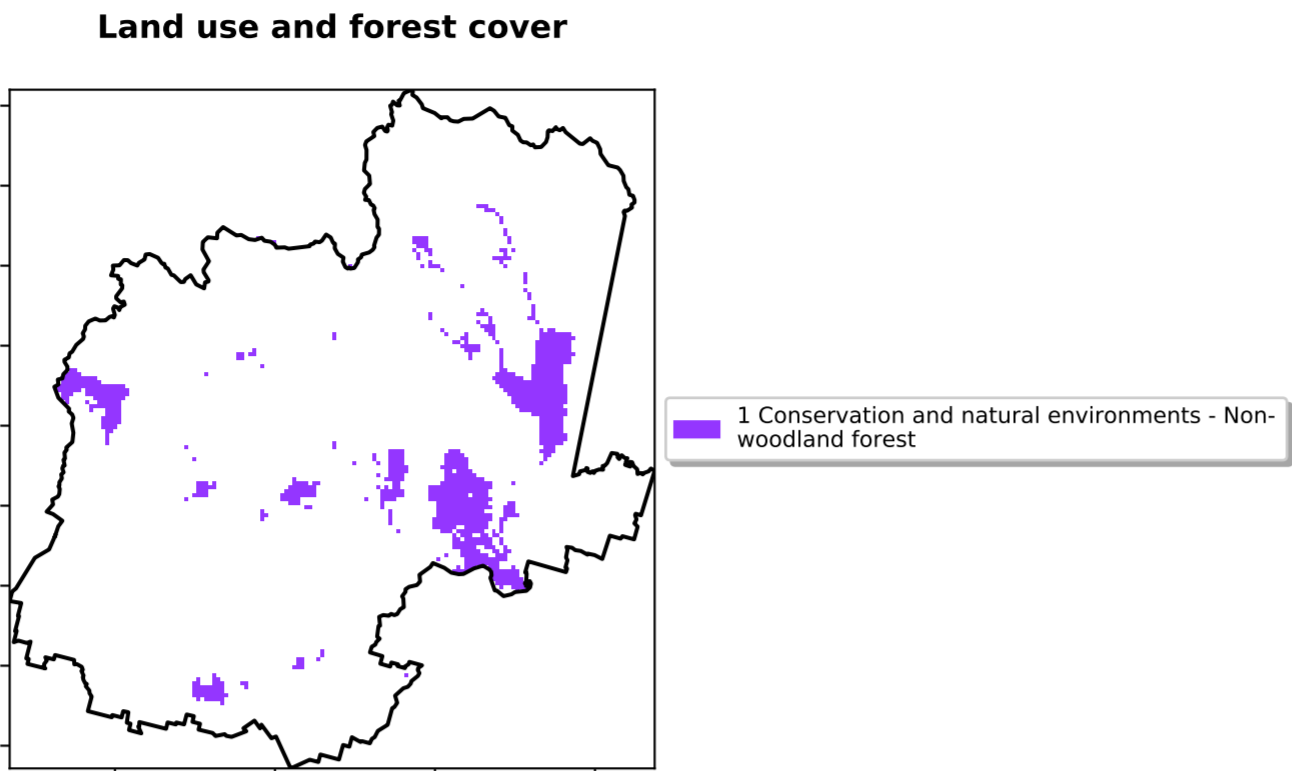 Land use and forest cover
1 Conservation and natural environments - Non-
woodland forest